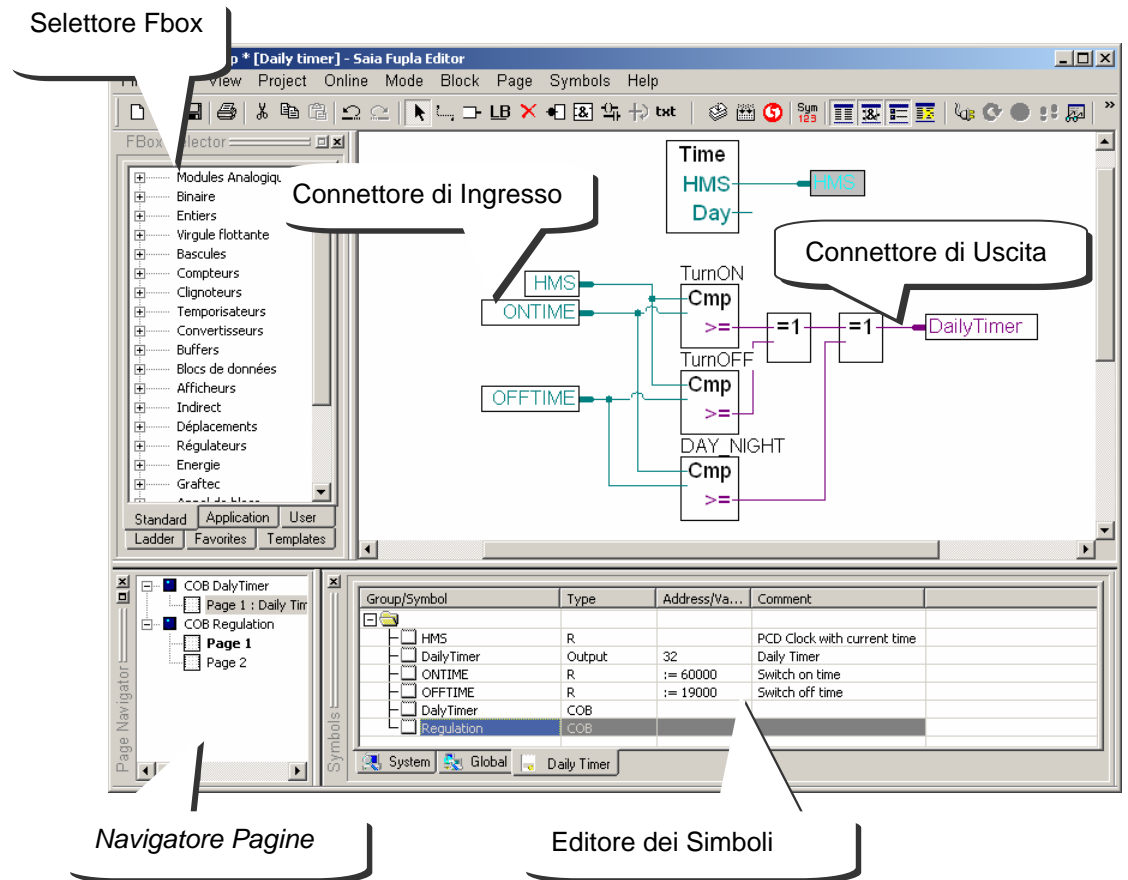 Selettore Fbox
p * [Daily timer] - Saia Fupla Editor
View Project Online Mode Block Page Symbols Help
LB & txt Sym 123 & »
FBox Selector
Modules Analogiqu
Binaire
Entiers
Virgule flottante
Bascules
Compteurs
Clignoteurs
Temporisateurs
Convertisseurs
Buffers
Blocs de données
Afficheurs
Indirect
Déplacements
Régulateurs
Energie
Graftec
Standard Application User
Ladder Favorites Templates
Connettore di Ingresso
Time
HMS
Day
HMS
Connettore di Uscita
HMS
ONTIME
OFFTIME
TurnON
Cmp
>=
TurnOFF
Cmp
>=
DAY_NIGHT
Cmp
>=
=1
=1
DailyTimer
Page Navigator
COB DalyTimer
Page 1 : Daily Tim
COB Regulation
Page 1
Page 2
Symbols
Group/Symbol Type Address/Va... Comment
HMS R PCD Clock with current time
DailyTimer Output 32 Daily Timer
ONTIME R := 60000 Switch on time
OFFTIME R := 19000 Switch off time
DalyTimer COB
Regulation COB
System Global Daily Timer
Navigatore Pagine
Editore dei Simboli